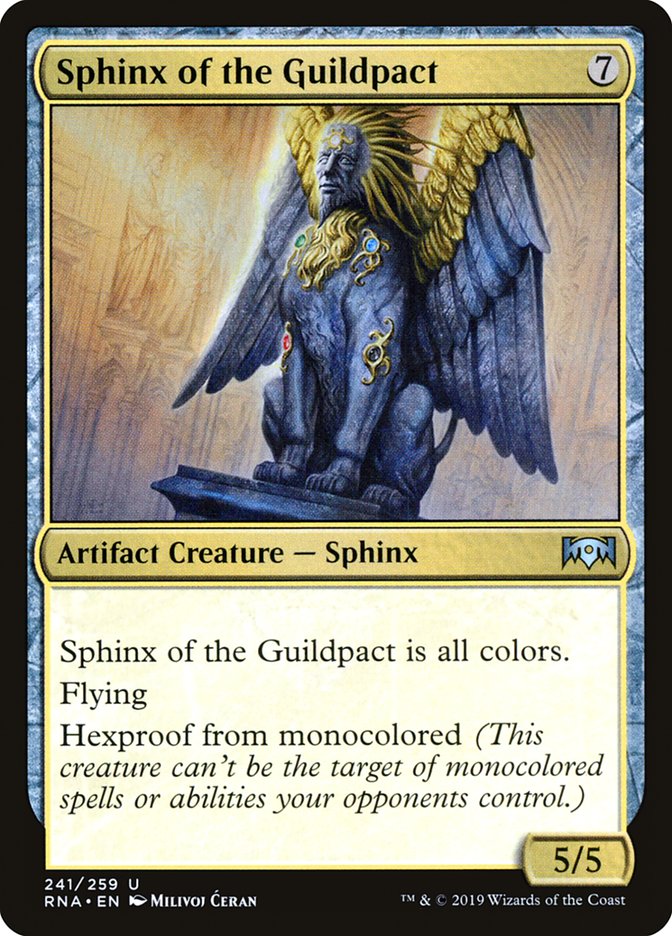 Sphinx of the Guildpact 7
Artifact Creature — Sphinx
Sphinx of the Guildpact is all colors.
Flying
Hexproof from monocolored (This
creature can't be the target of monocolored
spells or abilities your opponents control.)
5/5
241/259 U
RNA • EN Milivoj Ćeran
™ & © 2019 Wizards of the Coast